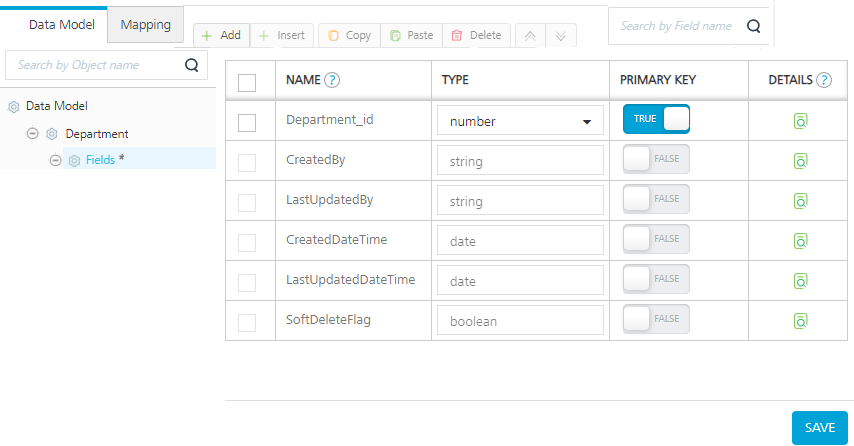 Data Model
Mapping
Add
Insert
Copy
Paste
Delete
Search by Field name
Search by Object name
Data Model
Department
Fields *
NAME ? TYPE PRIMARY KEY DETAILS ?
Department_id number TRUE
CreatedBy string FALSE
LastUpdatedBy string FALSE
CreatedDateTime date FALSE
LastUpdatedDateTime date FALSE
SoftDeleteFlag boolean FALSE
SAVE